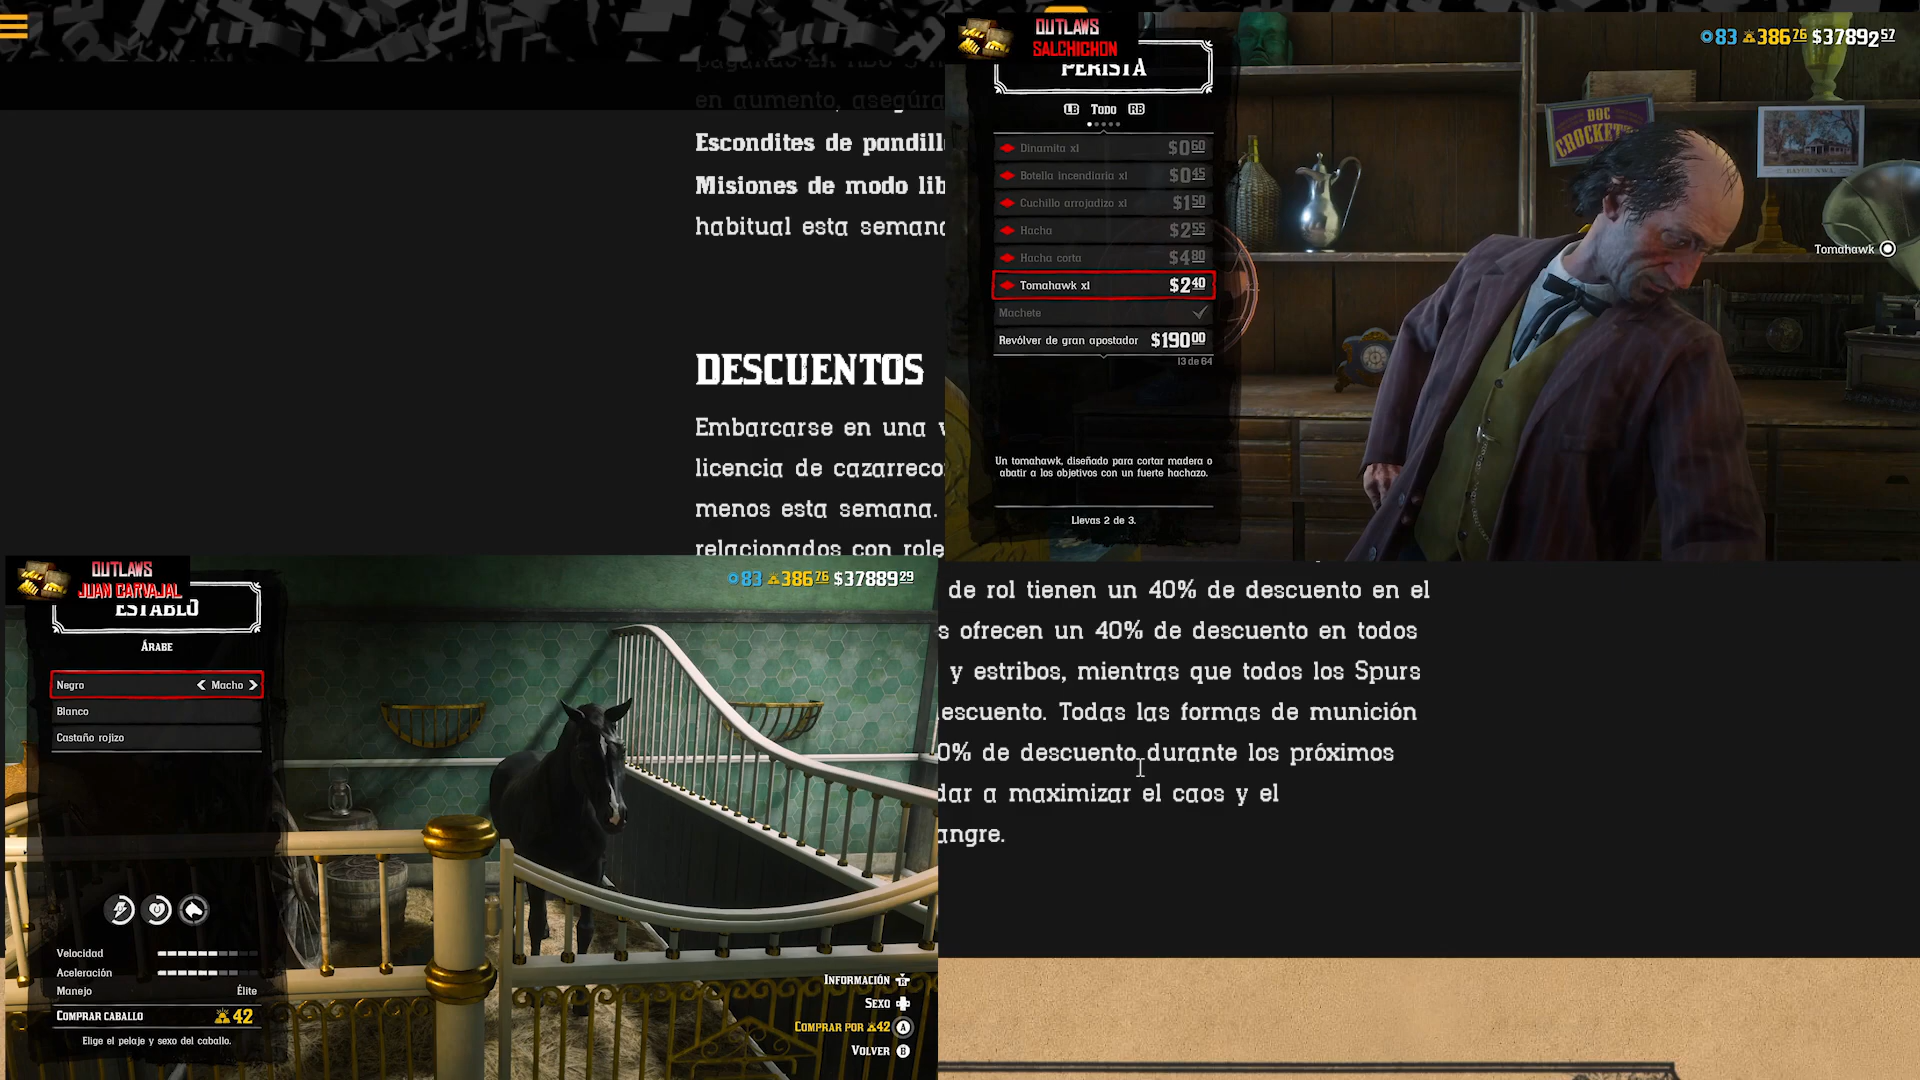 pagando en RDO$
en aumento, asegúra
Escondites de pandill
Misiones de modo lib
habitual esta semana
DESCUENTOS
Embarcarse en una v
licencia de cazarreco
menos esta semana.
relacionados con role
de rol tienen un 40% de descuento en el
s ofrecen un 40% de descuento en todos
y estribos, mientras que todos los Spurs
escuento. Todas las formas de munición
0% de descuento durante los próximos
dar a maximizar el caos y el
angre.
OUTLAWS
SALCHICHON
83 386.76 $37892.57
PERISTA
LB Todo RB
Dinamita x1 $0.60
Botella incendiaria x1 $0.45
Cuchillo arrojadizo x1 $1.50
Hacha $2.55
Hacha corta $4.80
Tomahawk x1 $2.40
Machete
Revólver de gran apostador $190.00
13 de 64
Un tomahawk, diseñado para cortar madera o
abatir a los objetivos con un fuerte hachazo.
Llevas 2 de 3.
DOC
CROCKETT
Tomahawk
OUTLAWS
JUAN CARVAJAL
83 386.76 $37889.29
ESTABLO
ÁRABE
Negro Macho
Blanco
Castaño rojizo
Velocidad
Aceleración
Manejo Élite
COMPRAR CABALLO 42
Elige el pelaje y sexo del caballo.
INFORMACIÓN R
SEXO
COMPRAR POR 42 A
VOLVER B